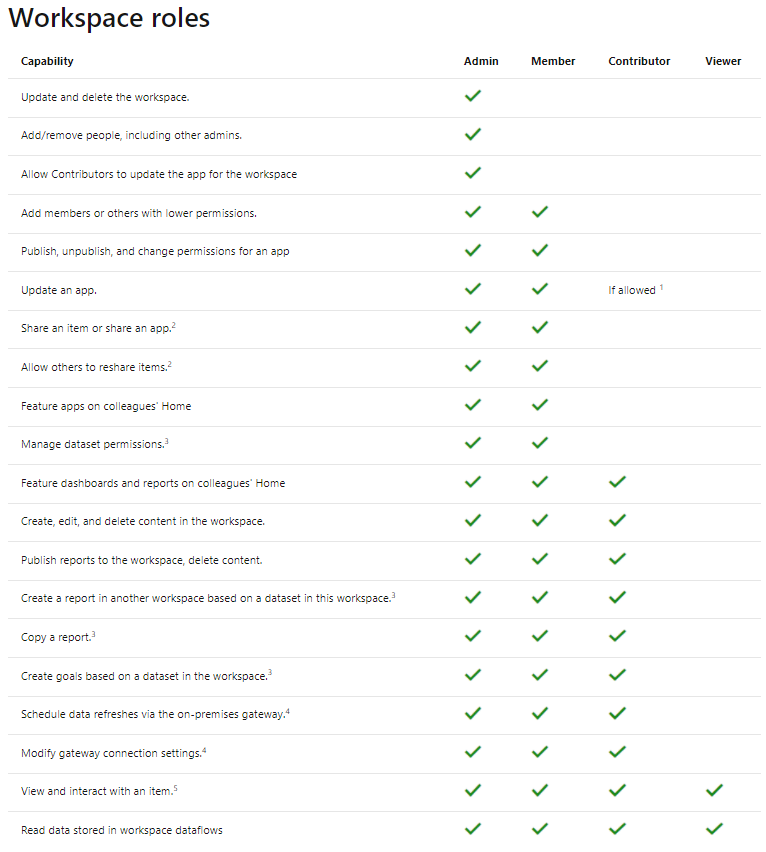 Workspace roles
Capability Admin Member Contributor Viewer
Update and delete the workspace.
Add/remove people, including other admins.
Allow Contributors to update the app for the workspace
Add members or others with lower permissions.
Publish, unpublish, and change permissions for an app
Update an app. If allowed 1
Share an item or share an app.2
Allow others to reshare items.2
Feature apps on colleagues' Home
Manage dataset permissions.3
Feature dashboards and reports on colleagues' Home
Create, edit, and delete content in the workspace.
Publish reports to the workspace, delete content.
Create a report in another workspace based on a dataset in this workspace.3
Copy a report.3
Create goals based on a dataset in the workspace.3
Schedule data refreshes via the on-premises gateway.4
Modify gateway connection settings.4
View and interact with an item.5
Read data stored in workspace dataflows